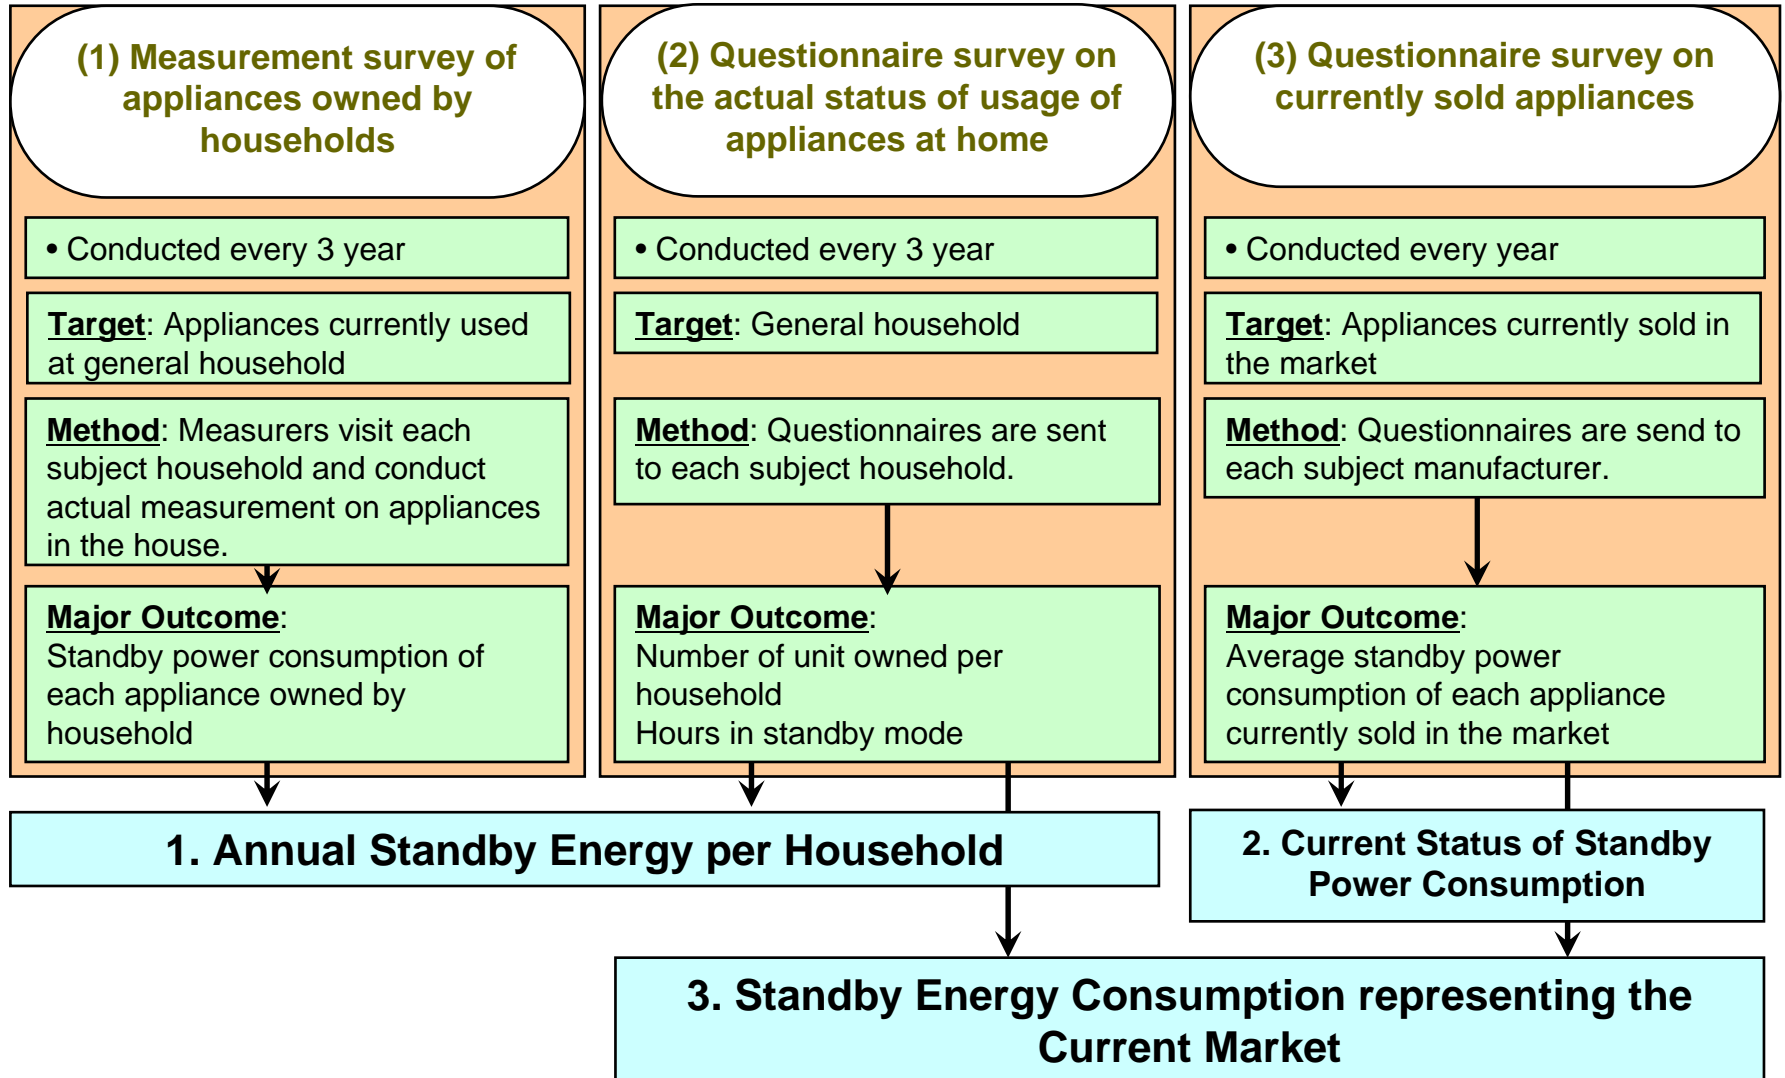 (1) Measurement survey of
appliances owned by
households
• Conducted every 3 year
Target: Appliances currently used
at general household
Method: Measurers visit each
subject household and conduct
actual measurement on appliances
in the house.
Major Outcome:
Standby power consumption of
each appliance owned by
household
(2) Questionnaire survey on
the actual status of usage of
appliances at home
• Conducted every 3 year
Target: General household
Method: Questionnaires are sent
to each subject household.
Major Outcome:
Number of unit owned per
household
Hours in standby mode
(3) Questionnaire survey on
currently sold appliances
• Conducted every year
Target: Appliances currently sold in
the market
Method: Questionnaires are send to
each subject manufacturer.
Major Outcome:
Average standby power
consumption of each appliance
currently sold in the market
1. Annual Standby Energy per Household
2. Current Status of Standby
Power Consumption
3. Standby Energy Consumption representing the
Current Market